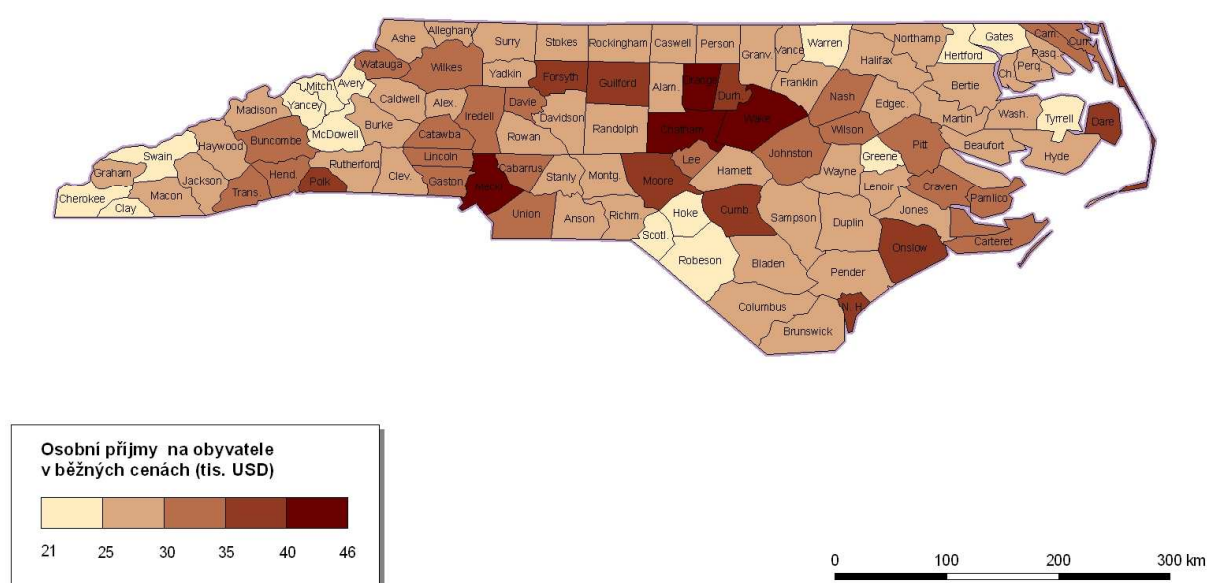 Ashe
Alleghany
Surry
Stokes
Rockingham
Caswell
Person
Granv.
Vance
Warren
Northamp.
Gates
Cam.
Curr.
Pasq.
Perq.
Ch.
Hertford
Halifax
Bertie
Watauga
Wilkes
Yadkin
Forsyth
Guilford
Alam.
Orange
Durh.
Franklin
Nash
Edgec.
Martin
Wash.
Tyrrell
Dare
Mitch.
Avery
Yancey
Madison
Caldwell
Alex.
Iredell
Davie
Davidson
Randolph
Chatham
Wake
Wilson
Pitt
Beaufort
Hyde
McDowell
Burke
Catawba
Rowan
Buncombe
Haywood
Swain
Graham
Rutherford
Lincoln
Cabarrus
Lee
Johnston
Greene
Wayne
Craven
Pamlico
Jackson
Hend.
Polk
Clev.
Gaston
Meckl.
Stanly
Montg.
Moore
Harnett
Lenoir
Cherokee
Macon
Clay
Trans.
Union
Anson
Richm.
Hoke
Cumb.
Sampson
Duplin
Jones
Carteret
Scotl.
Robeson
Bladen
Onslow
Pender
Columbus
N. H.
Brunswick
Osobní příjmy na obyvatele
v běžných cenách (tis. USD)
21 25 30 35 40 46
0 100 200 300 km